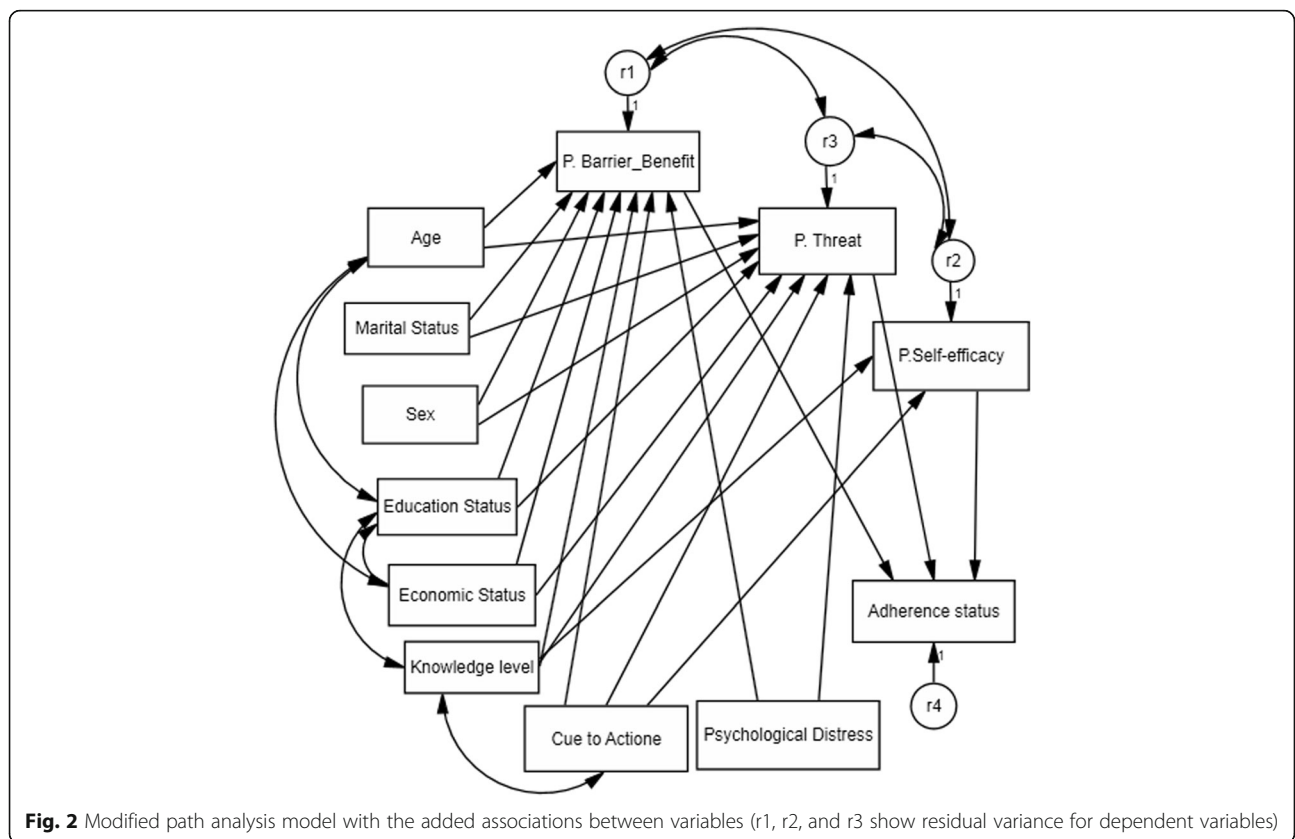 r1
1
P. Barrier_Benefit
r3
1
Age
P. Threat
r2
1
Marital Status
P.Self-efficacy
Sex
Education Status
Economic Status
Adherence status
1
Knowledge level
r4
Cue to Actione
Psychological Distress
Fig. 2 Modified path analysis model with the added associations between variables (r1, r2, and r3 show residual variance for dependent variables)